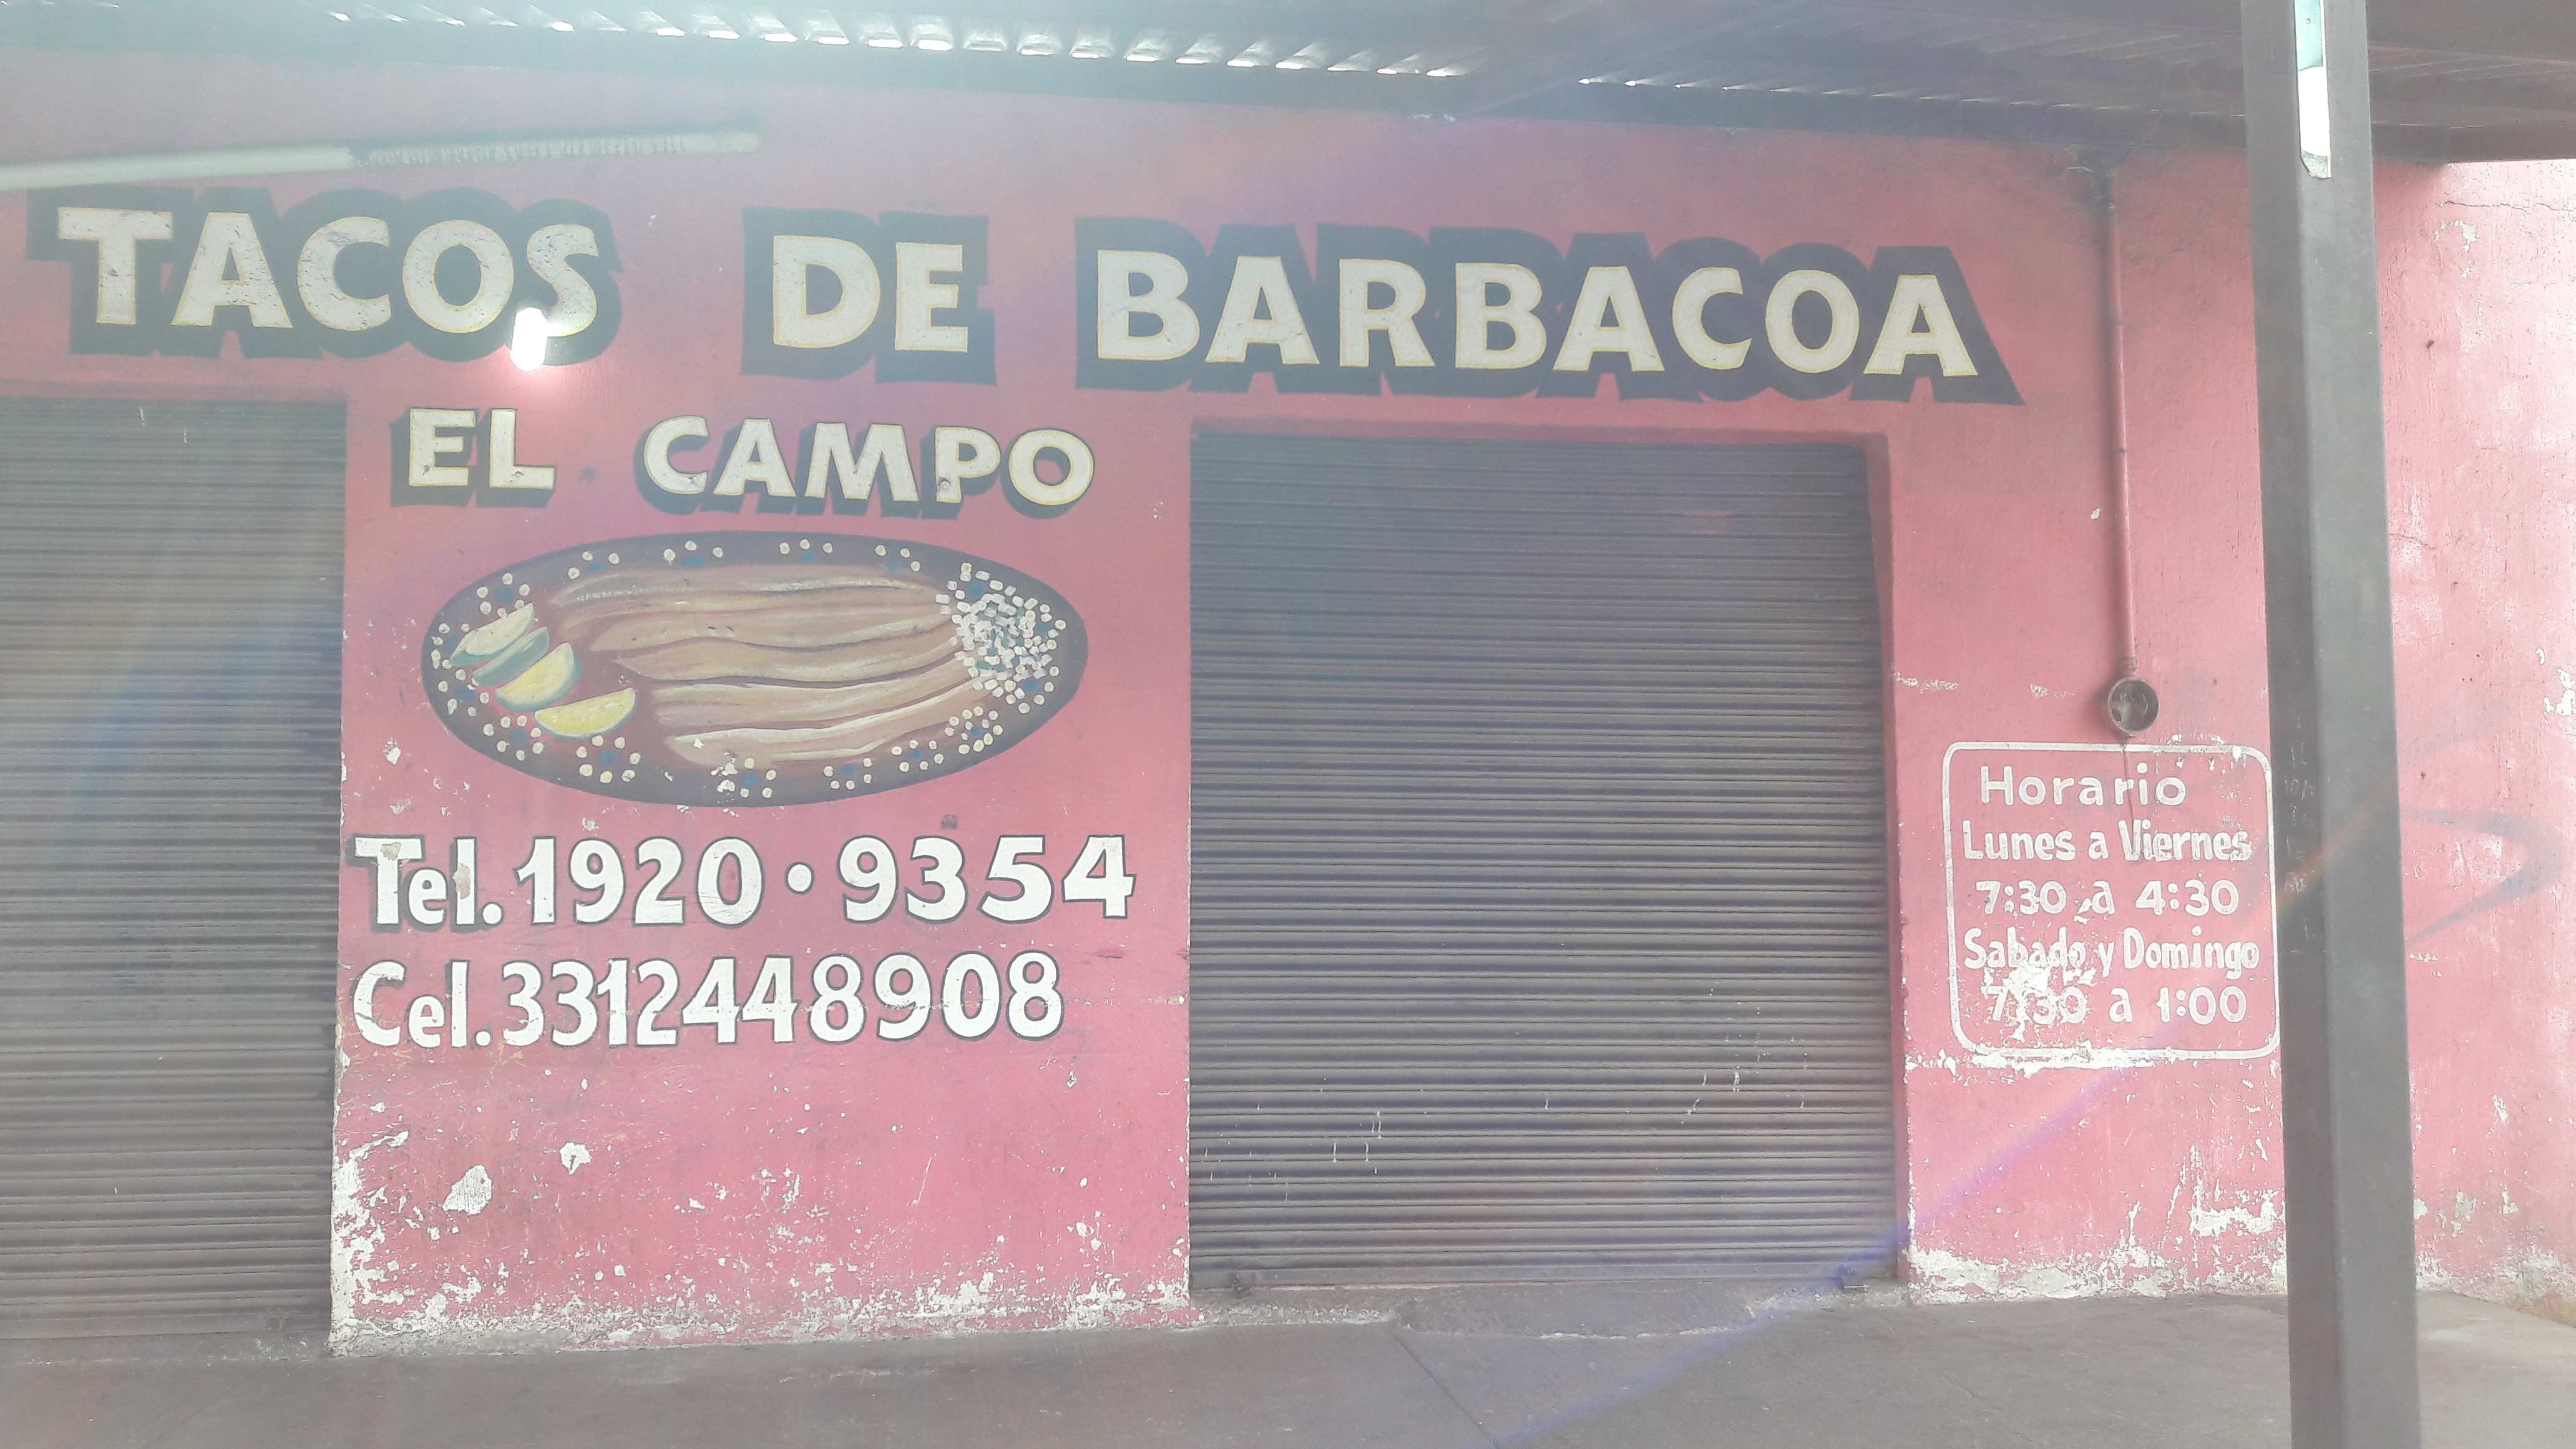 TACOS DE BARBACOA
EL CAMPO
Tel. 1920·9354
Cel. 3312448908
Horario
Lunes a Viernes
7:30 a 4:30
Sabado y Domingo
7:30 a 1:00